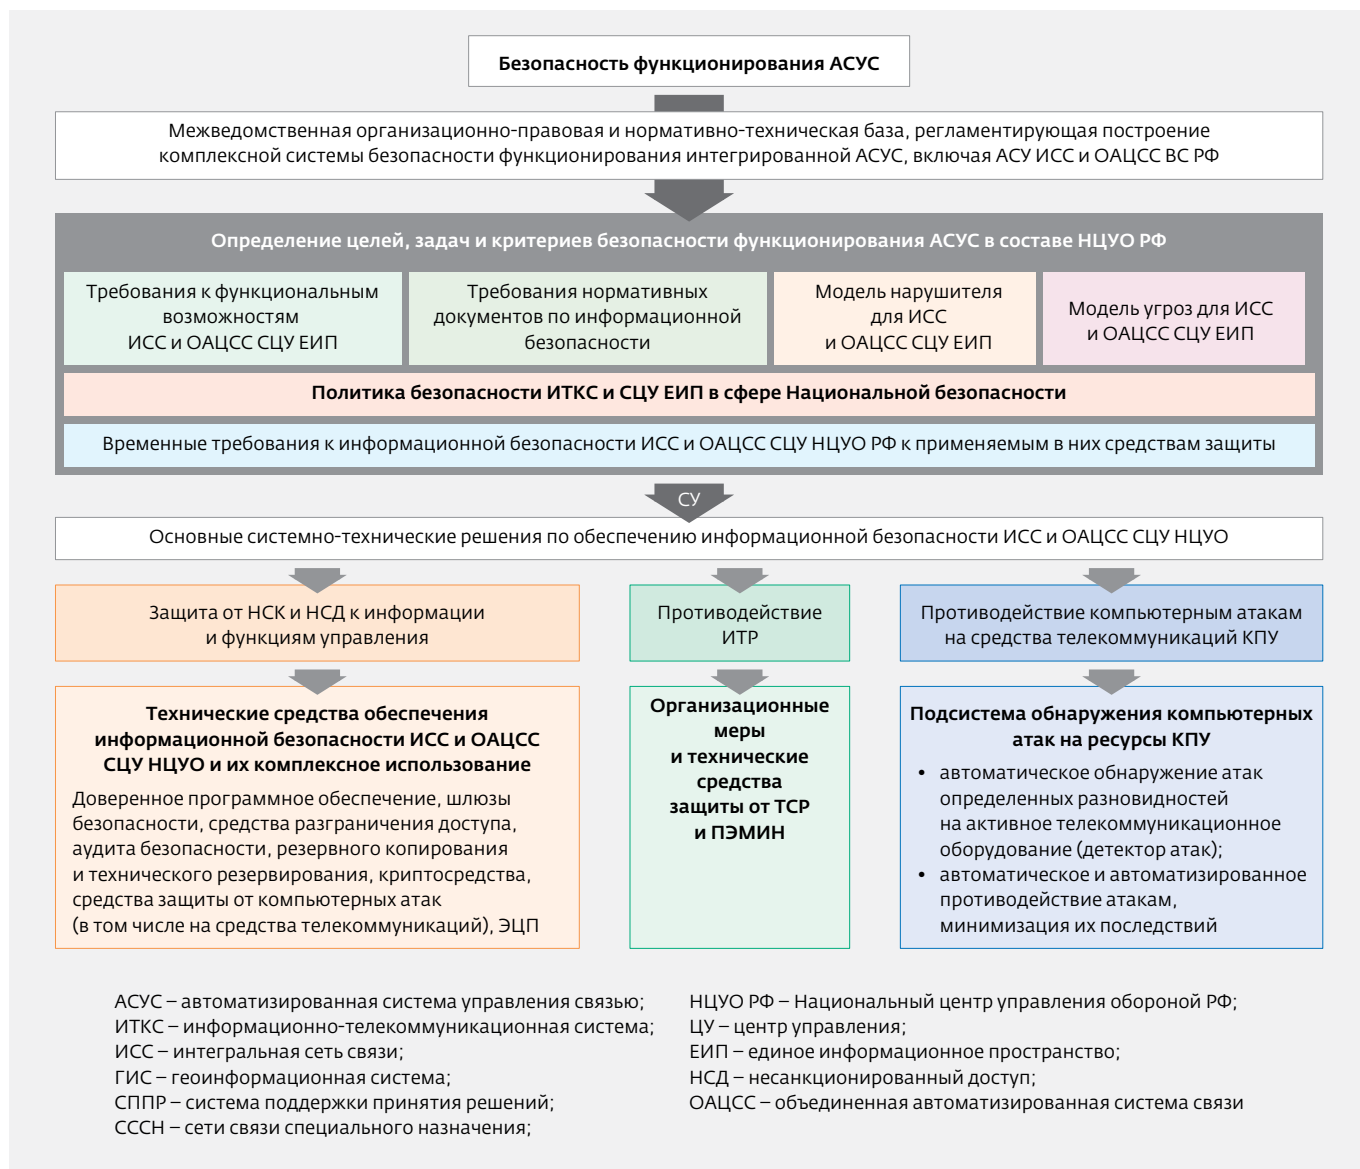 Безопасность функционирования АСУС
Межведомственная организационно-правовая и нормативно-техническая база, регламентирующая построение
комплексной системы безопасности функционирования интегрированной АСУС, включая АСУ ИСС и ОАЦСС ВС РФ
Определение целей, задач и критериев безопасности функционирования АСУС в составе НЦУО РФ
Требования к функциональным
возможностям
ИСС и ОАЦСС СЦУ ЕИП
Требования нормативных
документов по информационной
безопасности
Модель нарушителя
для ИСС
и ОАЦСС СЦУ ЕИП
Модель угроз для ИСС
и ОАЦСС СЦУ ЕИП
Политика безопасности ИТКС и СЦУ ЕИП в сфере Национальной безопасности
Временные требования к информационной безопасности ИСС и ОАЦСС СЦУ НЦУО РФ к применяемым в них средствам защиты
СУ
Основные системно-технические решения по обеспечению информационной безопасности ИСС и ОАЦСС СЦУ НЦУО
Защита от НСК и НСД к информации
и функциям управления
Противодействие
ИТР
Противодействие компьютерным атакам
на средства телекоммуникаций КПУ
Технические средства обеспечения
информационной безопасности ИСС и ОАЦСС
СЦУ НЦУО и их комплексное использование
Доверенное программное обеспечение, шлюзы
безопасности, средства разграничения доступа,
аудита безопасности, резервного копирования
и технического резервирования, криптосредства,
средства защиты от компьютерных атак
(в том числе на средства телекоммуникаций), ЭЦП
Организационные
меры
и технические
средства
защиты от ТСР
и ПЭМИН
Подсистема обнаружения компьютерных
атак на ресурсы КПУ
• автоматическое обнаружение атак
определенных разновидностей
на активное телекоммуникационное
оборудование (детектор атак);
• автоматическое и автоматизированное
противодействие атакам,
минимизация их последствий
АСУС – автоматизированная система управления связью;
ИТКС – информационно-телекоммуникационная система;
ИСС – интегральная сеть связи;
ГИС – геоинформационная система;
СППР – система поддержки принятия решений;
СССН – сети связи специального назначения;
НЦУО РФ – Национальный центр управления обороной РФ;
ЦУ – центр управления;
ЕИП – единое информационное пространство;
НСД – несанкционированный доступ;
ОАЦСС – объединенная автоматизированная система связи